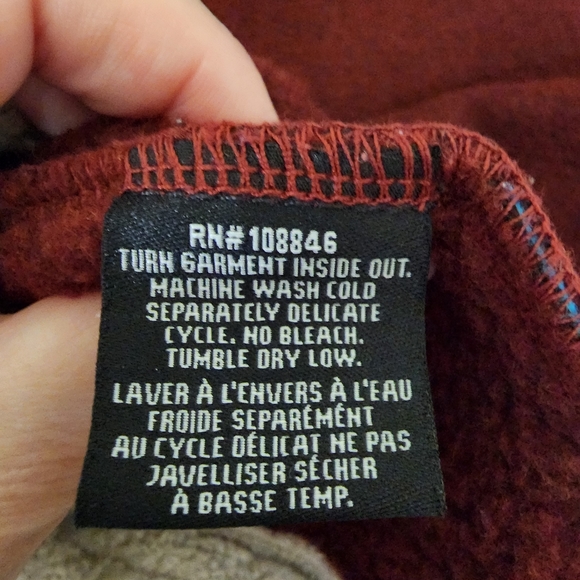 RN# 108846
TURN GARMENT INSIDE OUT.
MACHINE WASH COLD
SEPARATELY DELICATE
CYCLE. NO BLEACH.
TUMBLE DRY LOW.
LAVER À L'ENVERS À L'EAU
FROIDE SEPARÉMÉNT
AU CYCLE DÉLICAT NE PAS
JAVELLISER SÉCHER
À BASSE TEMP.